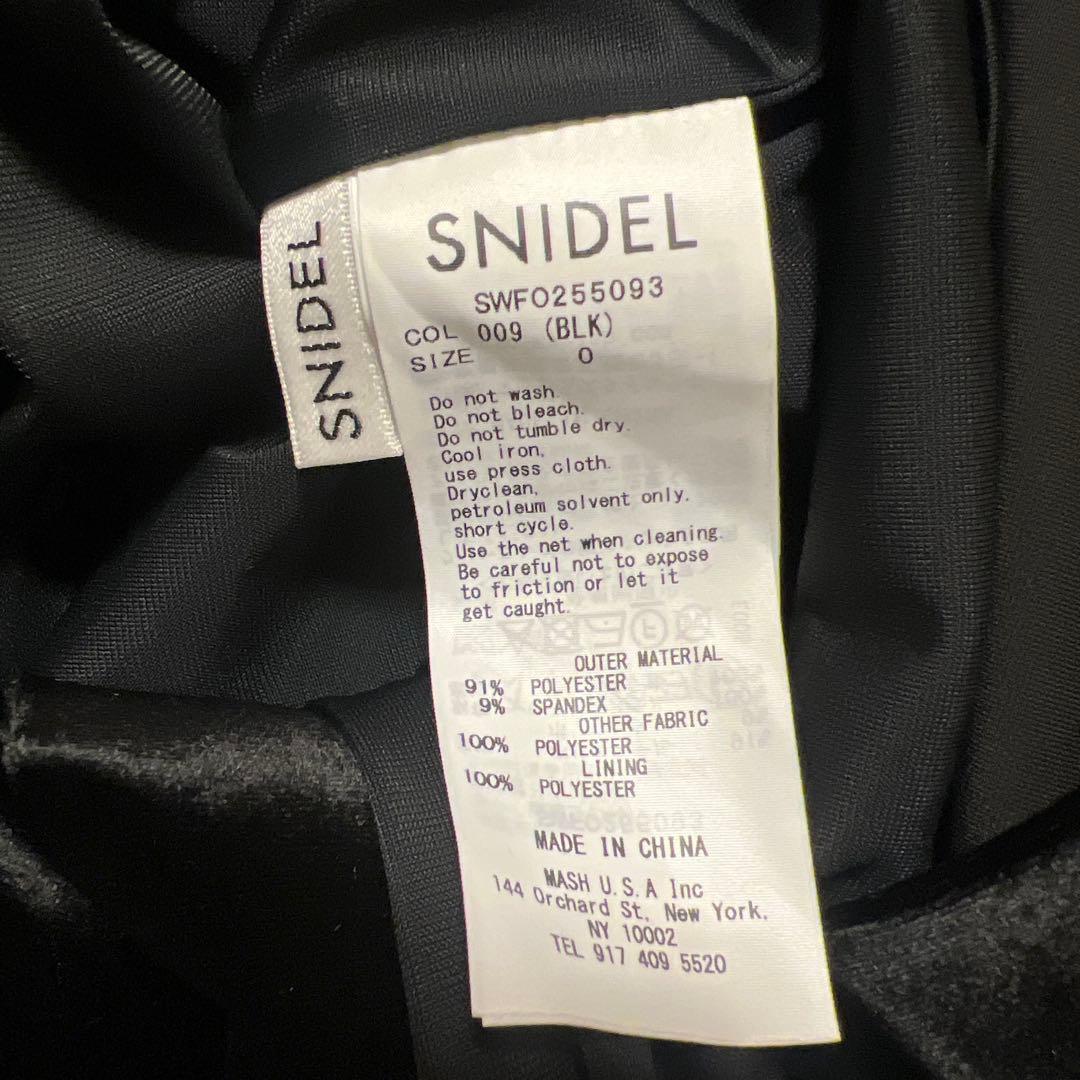 SNIDEL
SNIDEL
SWFO255093
COL 009 (BLK)
SIZE 0
Do not wash.
Do not bleach.
Do not tumble dry.
Cool iron,
use press cloth.
Dryclean,
petroleum solvent only,
short cycle.
Use the net when cleaning.
Be careful not to expose
to friction or let it
get caught.
OUTER MATERIAL
91% POLYESTER
9% SPANDEX
OTHER FABRIC
100% POLYESTER
LINING
100% POLYESTER
MADE IN CHINA
MASH U.S.A Inc
144 Orchard St, New York,
NY 10002
TEL 917 409 5520